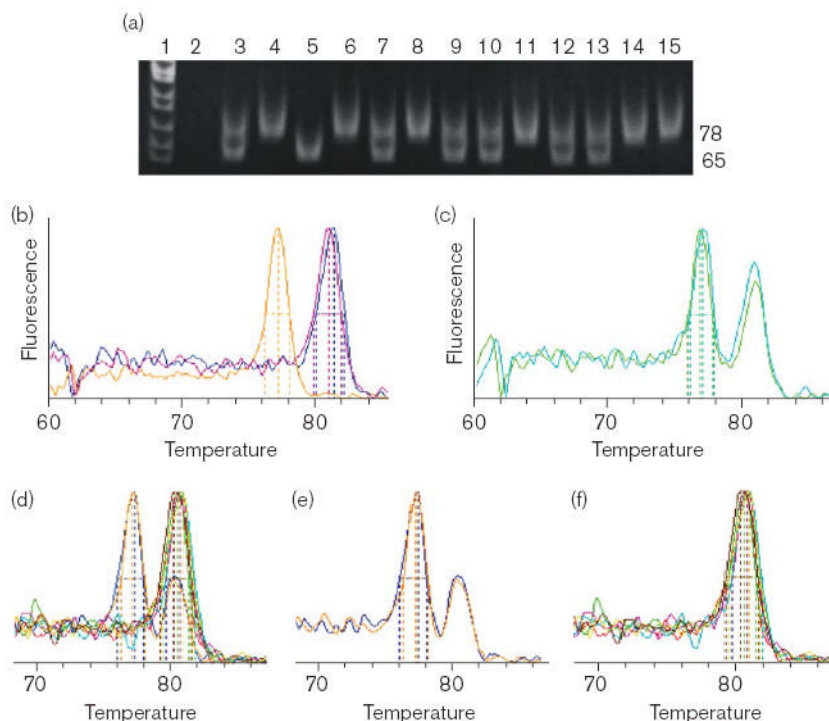 (a)
1 2 3 4 5 6 7 8 9 10 11 12 13 14 15
78
65
(b)
Fluorescence
60 70 80
Temperature
(c)
Fluorescence
60 70 80
Temperature
(d)
70 80
Temperature
(e)
70 80
Temperature
(f)
70 80
Temperature